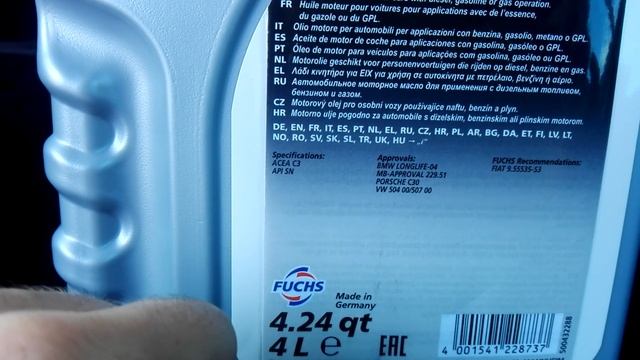 FR Huile moteur pour voitures pour applications avec de l'essence,
du gazole ou du GPL.
IT Olio motore per automobili per applicazioni con benzina, gasolio, metano o GPL.
ES Aceite de motor de coche para aplicaciones con gasolina, gasóleo o GPL.
PT Óleo de motor de veículos para aplicações com gasolina, gasóleo ou GPL.
NL Motorolie geschikt voor personenvoertuigen die rijden op diesel, benzine en gas.
EL Λάδι κινητήρα για ΕΙΧ για χρήση σε αυτοκίνητα με πετρέλαιο, βενζίνη ή αέριο.
RU Автомобильное моторное масло для применения с дизельным топливом,
бензином и газом.
CZ Motorový olej pro osobní vozy používajíce naftu, benzin a plyn.
HR Motorno ulje pogodno za automobile s dizelskim, benzinskim ali plinskim motorom.
DE, EN, FR, IT, ES, PT, NL, EL, RU, CZ, HR, PL, AR, BG, DA, ET, FI, LV, LT,
NO, RO, SV, SK, SL, TR, UK, HU → „i"
Specifications:
ACEA C3
API SN
Approvals:
BMW LONGLIFE-04
MB-APPROVAL 229.51
PORSCHE C30
VW 504 00/507 00
FUCHS Recommendations:
FIAT 9.55535-S3
FUCHS
Made in
Germany
4.24 qt
4 L ℮
EAC
4 001541 228737
500432288